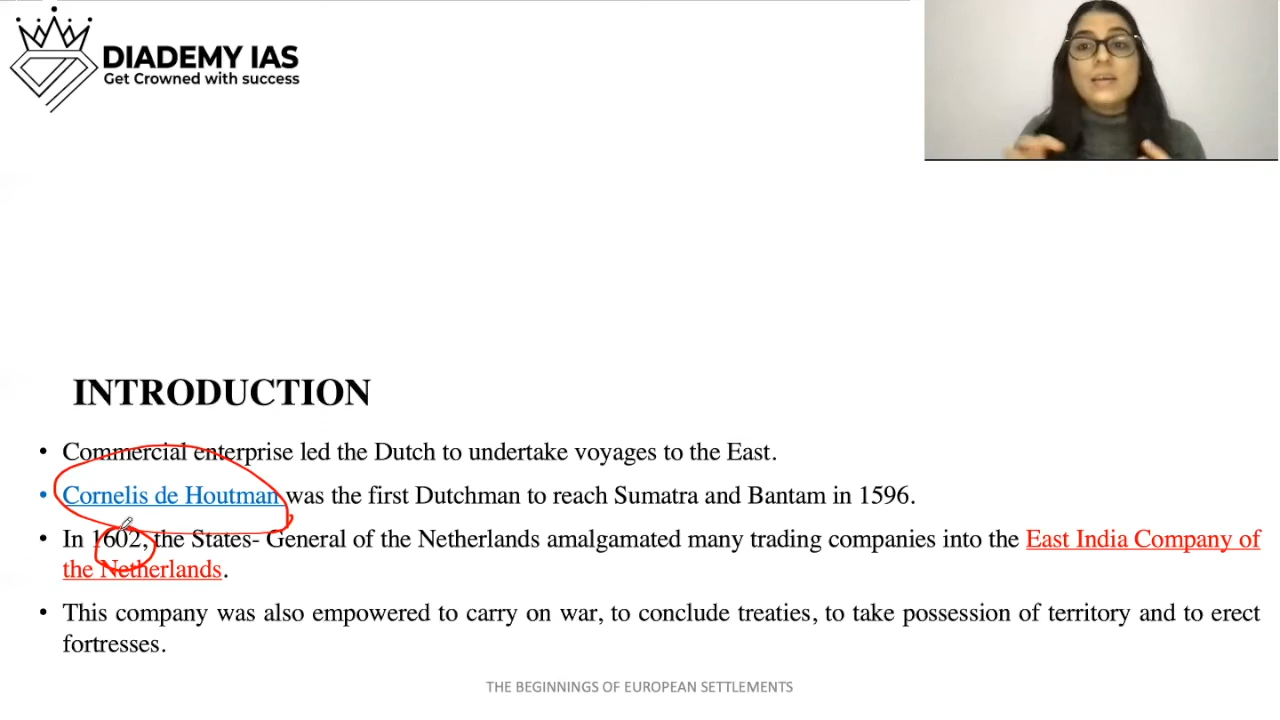 DIADEMY IAS
Get Crowned with success
INTRODUCTION
• Commercial enterprise led the Dutch to undertake voyages to the East.
• Cornelis de Houtman was the first Dutchman to reach Sumatra and Bantam in 1596.
• In 1602, the States- General of the Netherlands amalgamated many trading companies into the East India Company of
the Netherlands.
• This company was also empowered to carry on war, to conclude treaties, to take possession of territory and to erect
fortresses.
THE BEGINNINGS OF EUROPEAN SETTLEMENTS